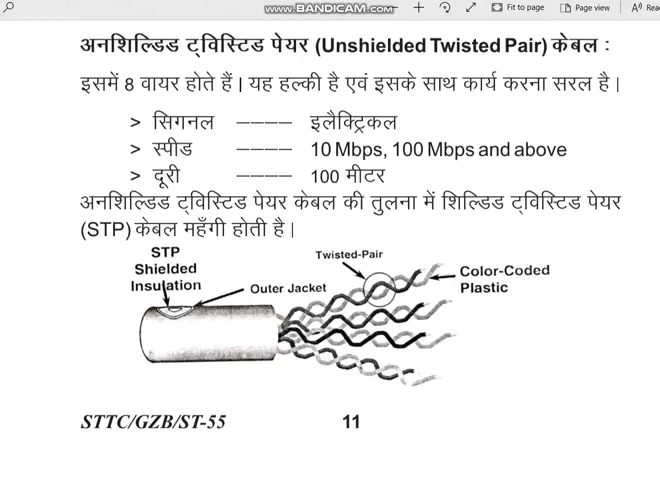 www.BANDICAM.com
Fit to page
Page view
अनशिल्डिड ट्विस्टिड पेयर (Unshielded Twisted Pair) केबल :
इसमें 8 वायर होते हैं। यह हल्की है एवं इसके साथ कार्य करना सरल है।
> सिगनल ———— इलैक्ट्रिकल
> स्पीड ———— 10 Mbps, 100 Mbps and above
> दूरी ———— 100 मीटर
अनशिल्डिड ट्विस्टिड पेयर केबल की तुलना में शिल्डिड ट्विस्टिड पेयर
(STP) केबल महँगी होती है।
STP
Shielded
Insulation
Outer Jacket
Twisted-Pair
Color-Coded
Plastic
STTC/GZB/ST-55
11